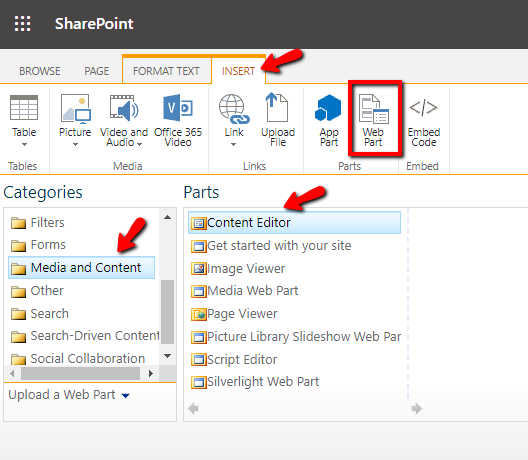 SharePoint
BROWSE PAGE FORMAT TEXT INSERT
Table Picture Video and Audio Office 365 Video Link Upload File App Part Web Part Embed Code
Tables Media Links Parts Embed
Categories
Filters
Forms
Media and Content
Other
Search
Search-Driven Content
Social Collaboration
Upload a Web Part
Parts
Content Editor
Get started with your site
Image Viewer
Media Web Part
Page Viewer
Picture Library Slideshow Web Par
Script Editor
Silverlight Web Part